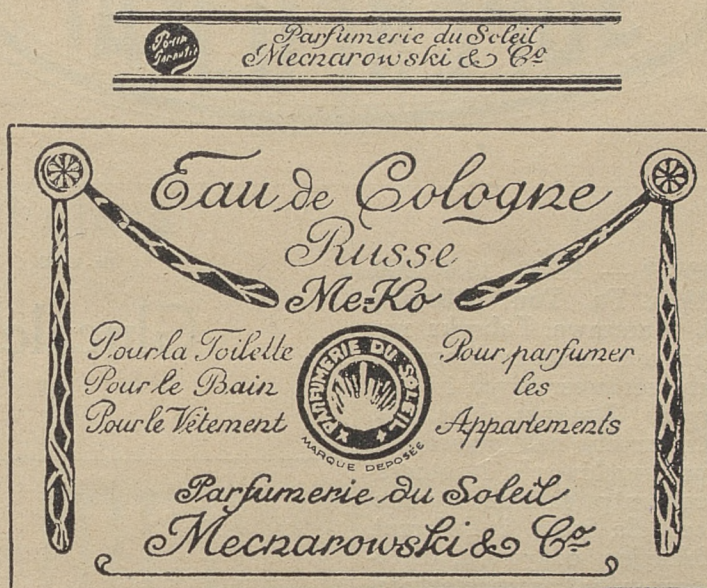 Parfumerie du Soleil
Mecnarowski & Cº
Eau de Cologne
Russe
Me-Ko
Pour la Toilette
Pour le Bain
Pour le Vêtement
PARFUMERIE DU SOLEIL
MARQUE DEPOSÉE
Pour parfumer
les
Appartements
Parfumerie du Soleil
Mecnarowski & Cº